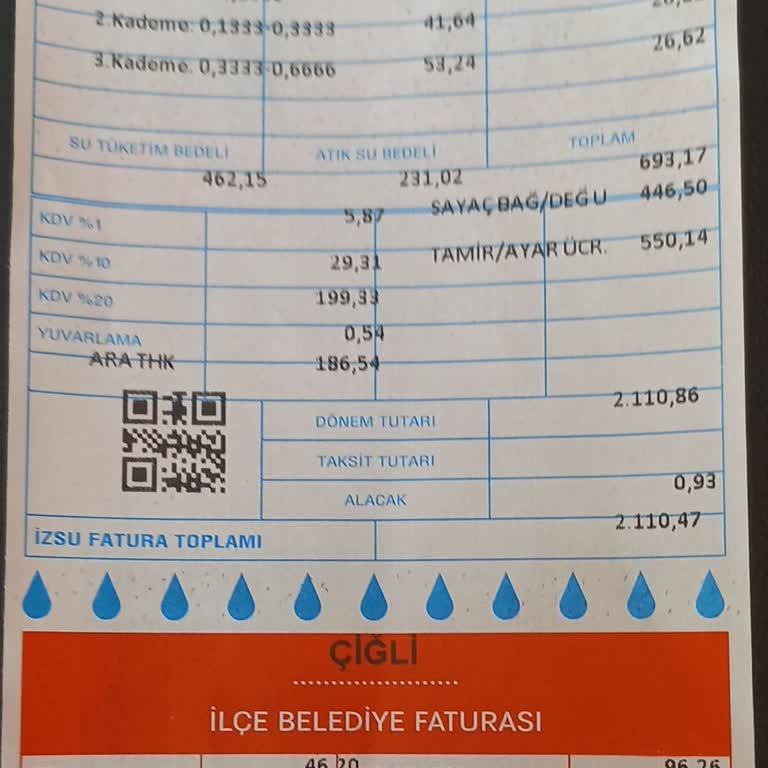 2.Kademe: 0,1333-0,3333 41,64
3.Kademe. 0,3333-0,6666 53,24 26,62
SU TÜKETİM BEDELİ ATIK SU BEDELİ TOPLAM
462,15 231,02 693,17
KDV %1 5,87 SAYAÇ BAĞ/DEĞ U 446,50
KDV %10 29,31 TAMİR/AYAR ÜCR. 550,14
KDV %20 199,33
YUVARLAMA 0,54
ARA THK 186,54
2.110,86
DÖNEM TUTARI
TAKSİT TUTARI
0,93
ALACAK
2.110,47
İZSU FATURA TOPLAMI
ÇİĞLİ
İLÇE BELEDİYE FATURASI
46,20 96,26